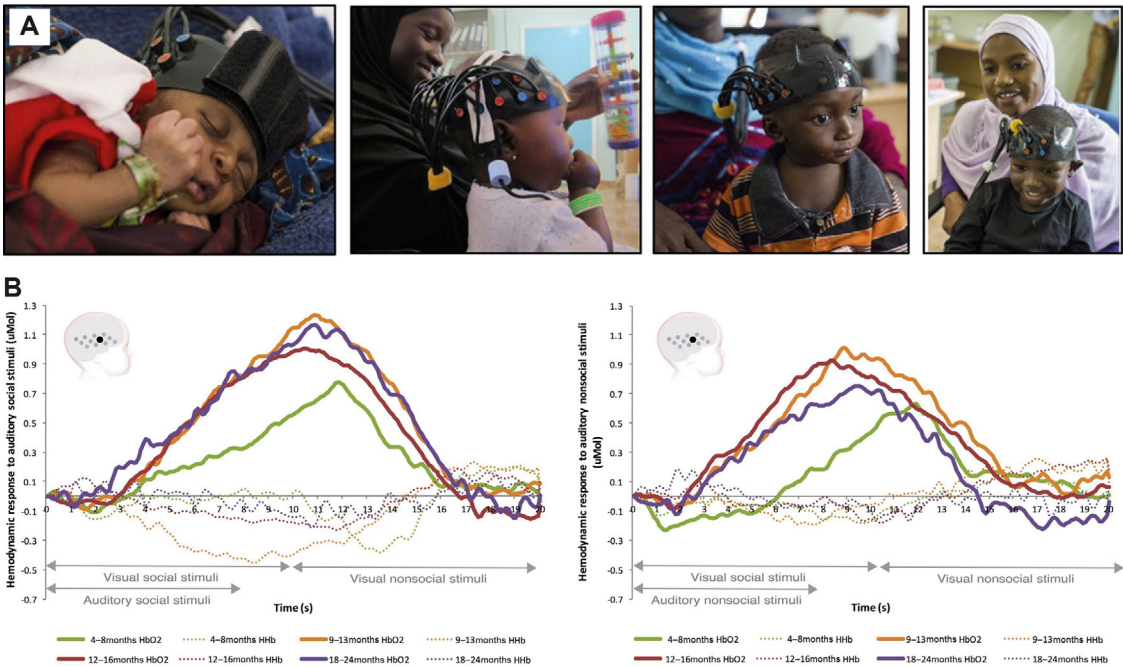 A
B
Hemodynamic response to auditory social stimuli (uMol)
1.3
1.1
0.9
0.7
0.5
0.3
0.1
-0.1
-0.3
-0.5
-0.7
0 1 2 3 4 5 6 7 8 9 10 11 12 13 14 15 16 17 18 19 20
Visual social stimuli
Visual nonsocial stimuli
Auditory social stimuli
Time (s)
4–8months HbO2
4–8months HHb
9–13months HbO2
9–13months HHb
12–16months HbO2
12–16months HHb
18–24months HbO2
18–24months HHb
Hemodynamic response to auditory nonsocial stimuli
(uMol)
1.3
1.1
0.9
0.7
0.5
0.3
0.1
-0.1
-0.3
-0.5
-0.7
0 1 2 3 4 5 6 7 8 9 10 11 12 13 14 15 16 17 18 19 20
Visual social stimuli
Visual nonsocial stimuli
Auditory nonsocial stimuli
Time (s)
4–8months HbO2
4–8months HHb
9–13months HbO2
9–13months HHb
12–16months HbO2
12–16months HHb
18–24months HbO2
18–24months HHb